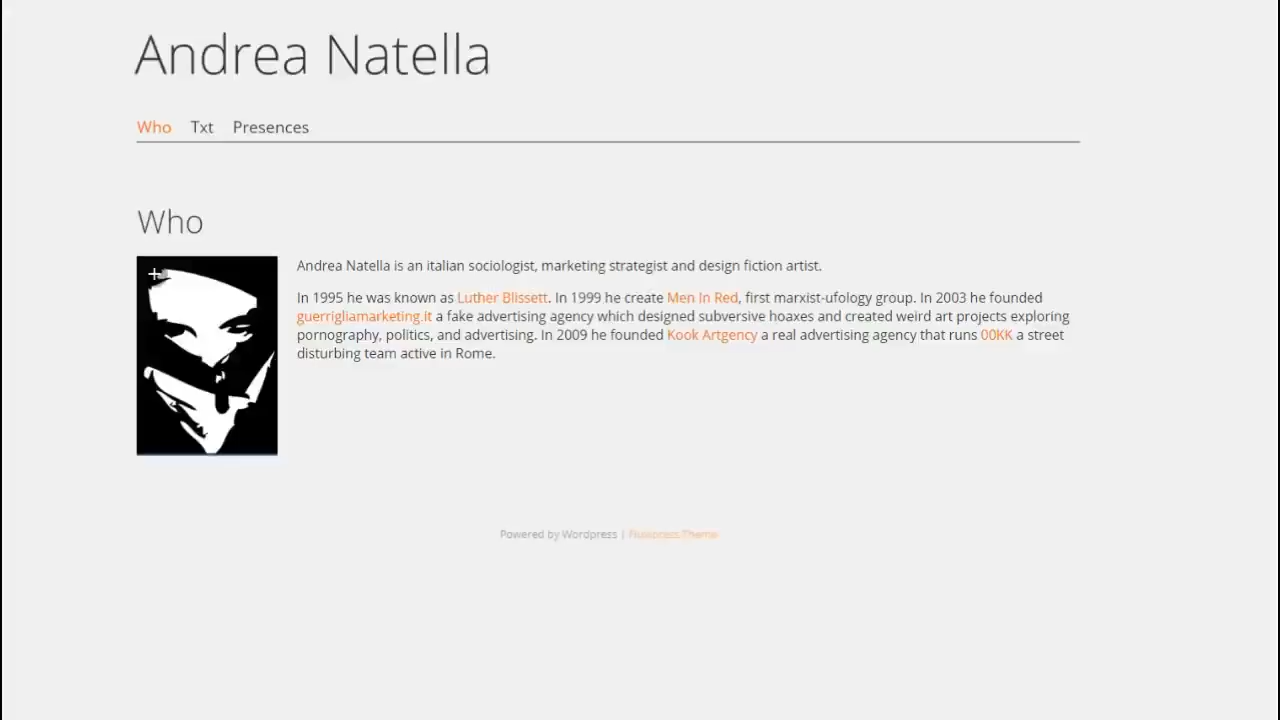 Andrea Natella
Who Txt Presences
Who
Andrea Natella is an italian sociologist, marketing strategist and design fiction artist.
In 1995 he was known as Luther Blissett. In 1999 he create Men In Red, first marxist-ufology group. In 2003 he founded
guerrigliamarketing.it a fake advertising agency which designed subversive hoaxes and created weird art projects exploring
pornography, politics, and advertising. In 2009 he founded Kook Artgency a real advertising agency that runs 00KK a street
disturbing team active in Rome.
Powered by Wordpress | Fluxipress Theme